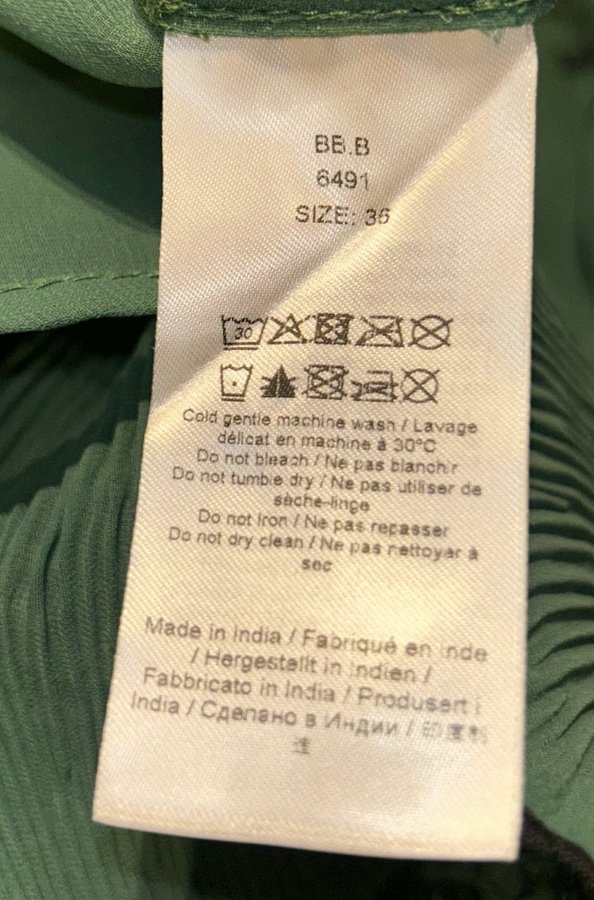 BB.B
6491
SIZE: 36
30
Cold gentle machine wash / Lavage
délicat en machine à 30°C
Do not bleach / Ne pas blanchir
Do not tumble dry / Ne pas utiliser de
sèche-linge
Do not Iron / Ne pas repasser
Do not dry clean / Ne pas nettoyer à
sec
Made in India / Fabriqué en Inde
/ Hergestellt in Indien /
Fabbricato in India / Produsert i
India / Сделано в Индии / 印度制
造